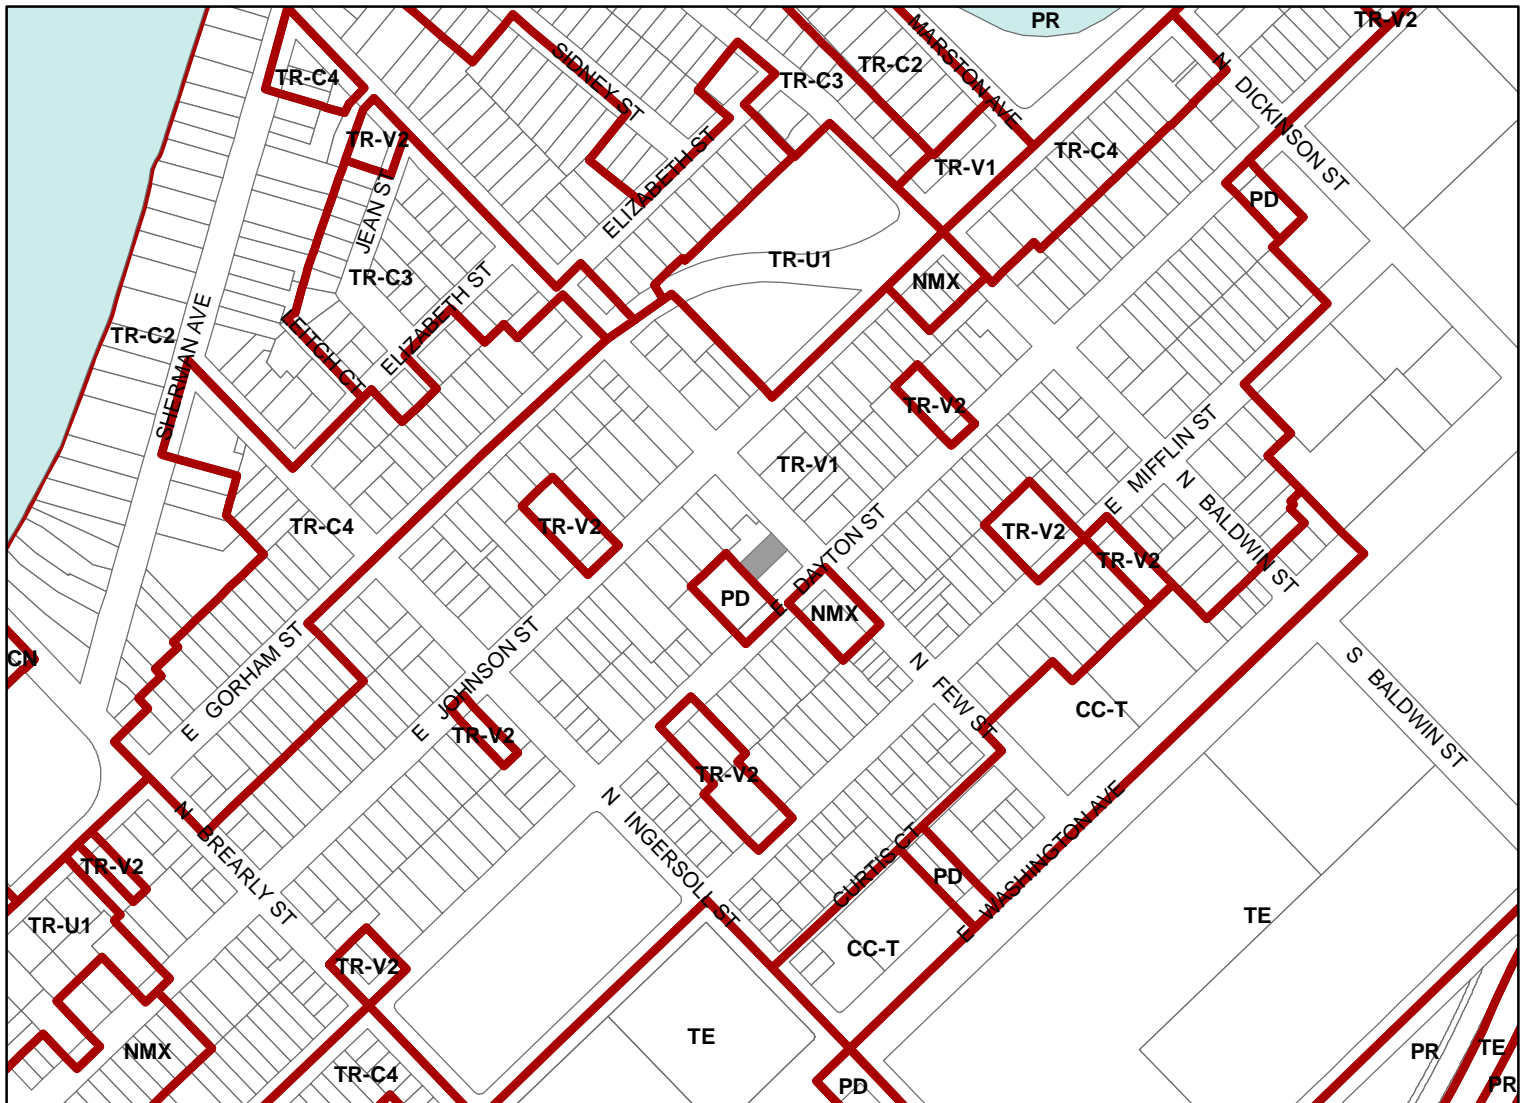 PR
TR-V2
MARSTON AVE
TR-C2
TR-C3
SIDNEY ST
TR-C4
N DICKINSON ST
TR-V2
ELIZABETH ST
TR-C4
TR-V1
PD
JEAN ST
TR-U1
TR-C3
NMX
ELIZABETH ST
TR-C2
SHERMAN AVE
LEITCH CT
TR-V2
TR-V1
E MIFFLIN ST
N BALDWIN ST
TR-C4
TR-V2
E DAYTON ST
TR-V2
TR-V2
PD
NMX
E GORHAM ST
E JOHNSON ST
CN
N FEW ST
S BALDWIN ST
CC-T
TR-V2
TR-V2
N BREARLY ST
N INGERSOLL ST
CURTIS CT
E WASHINGTON AVE
TR-V2
PD
TE
TR-U1
CC-T
TR-V2
TE
NMX
PR
TE
TR-C4
PD
PR